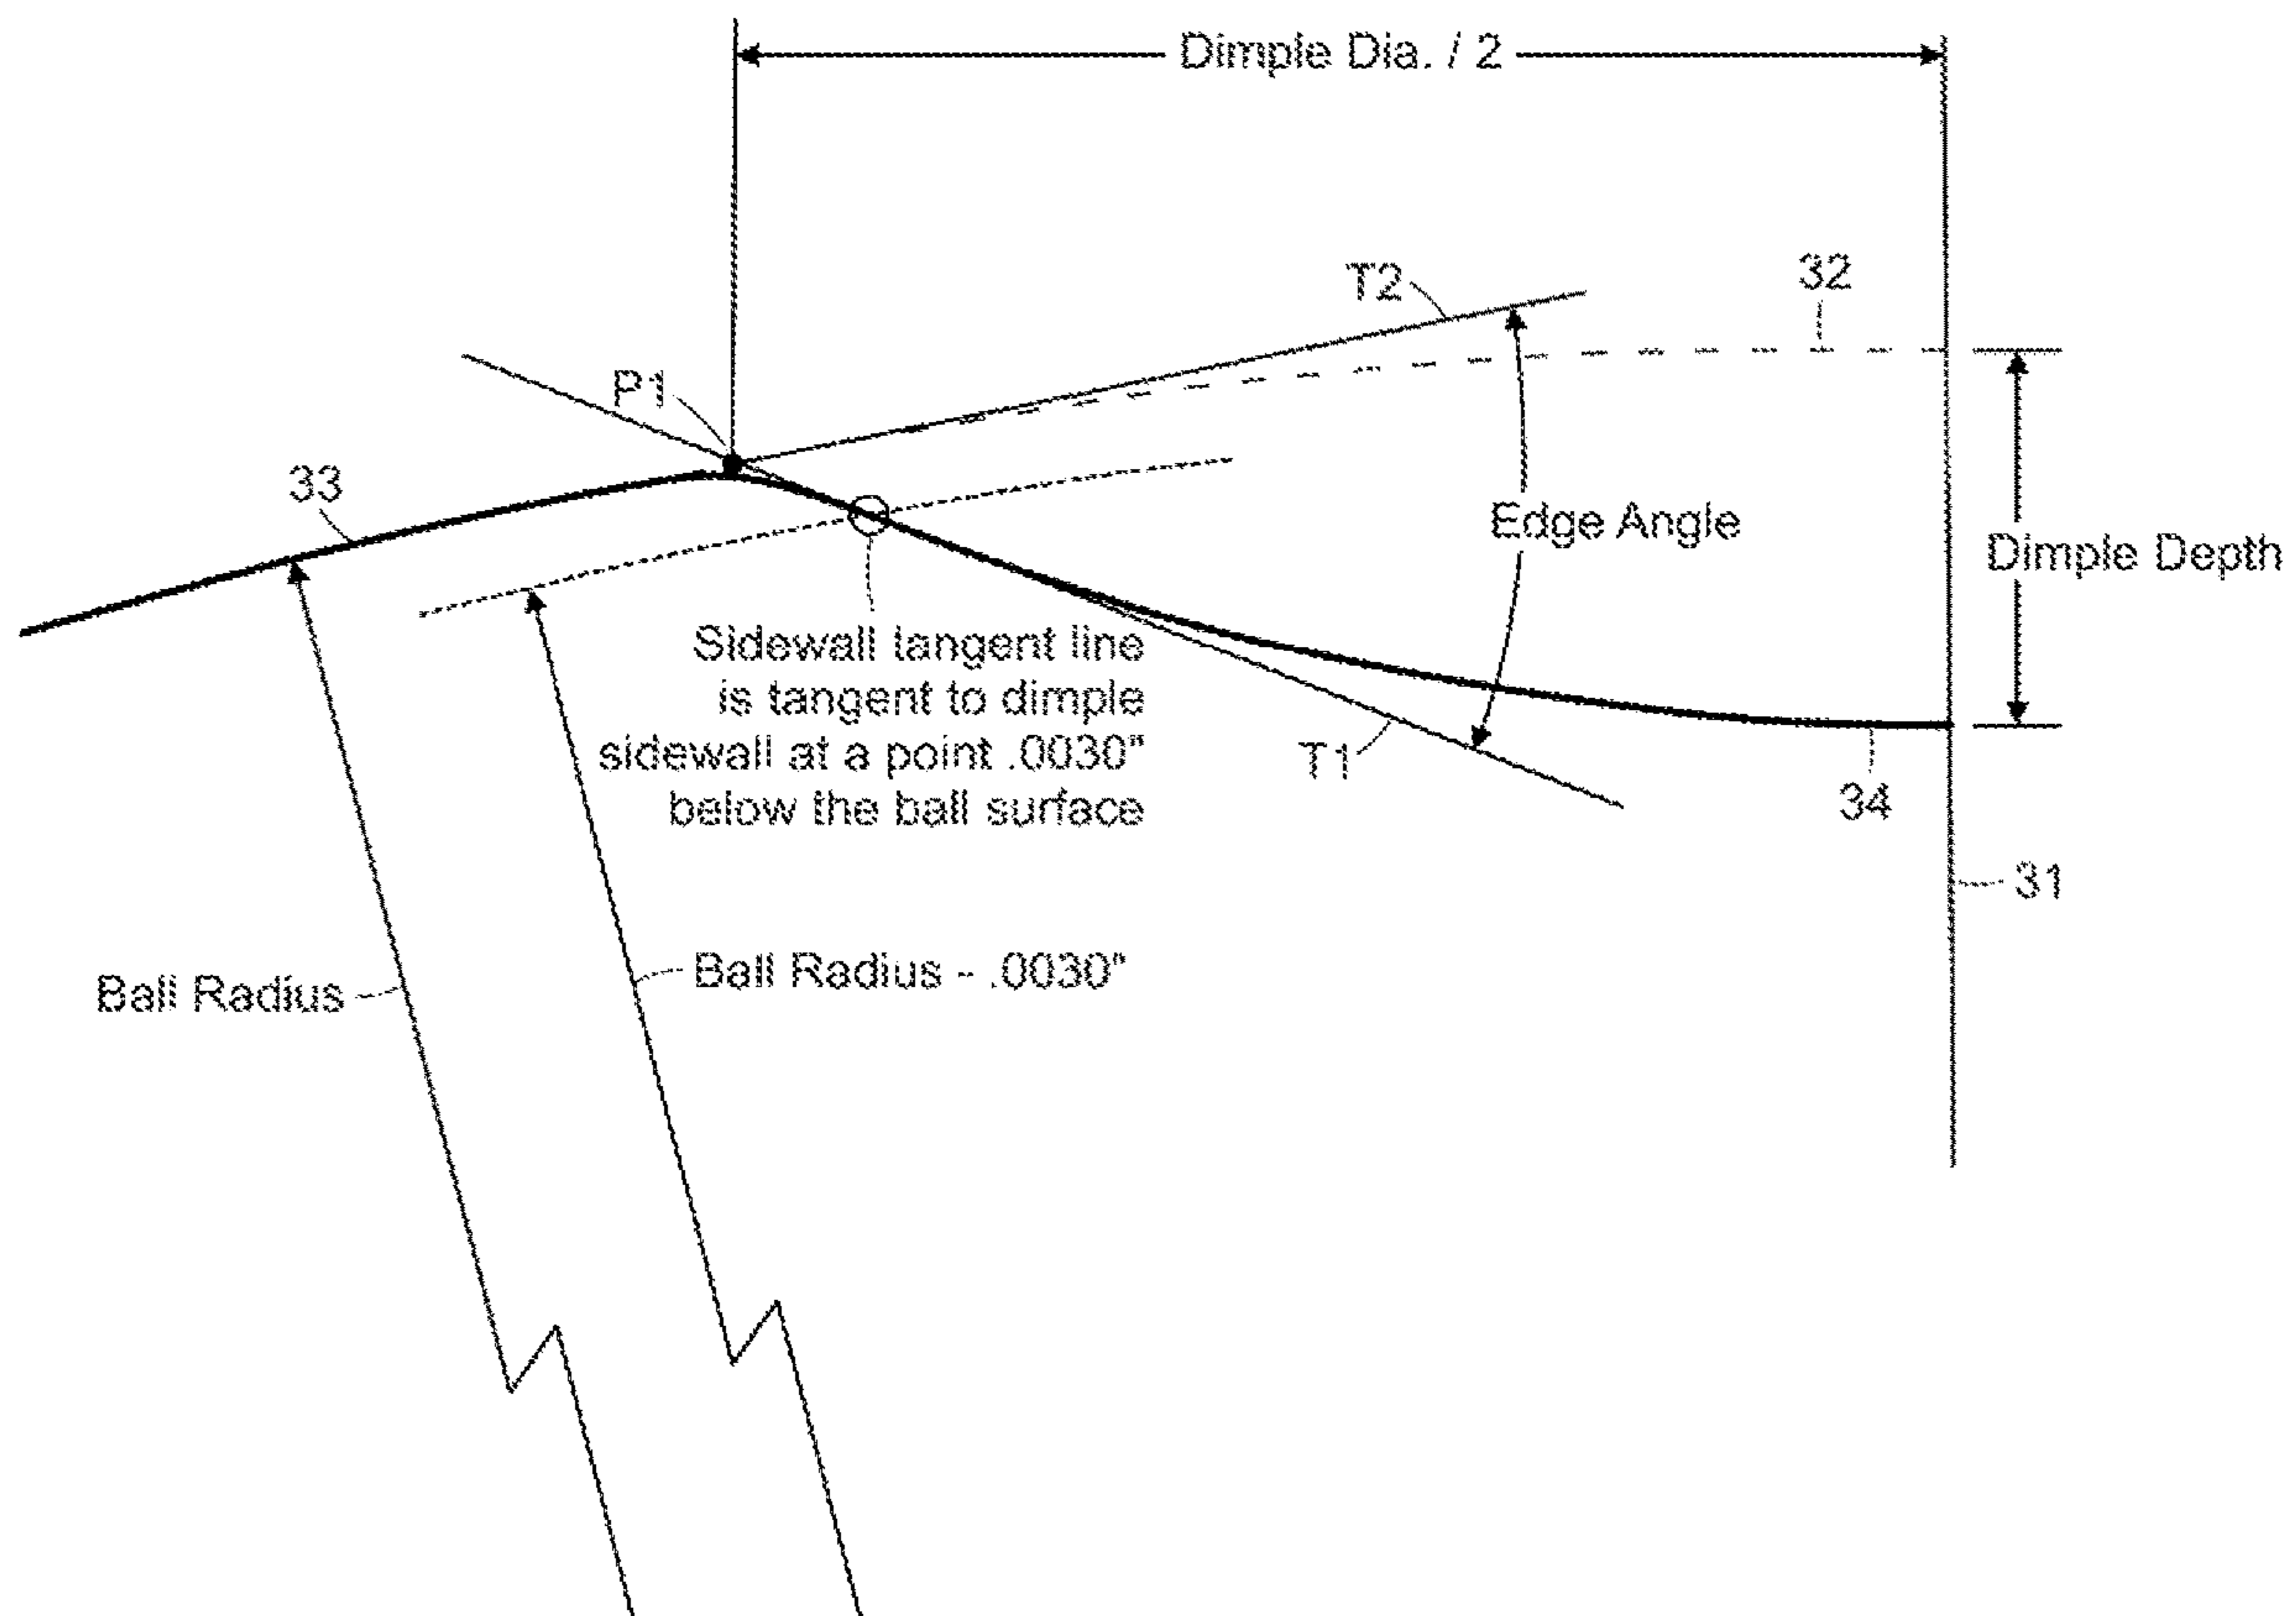 Dimple Dia. / 2
T2
32
P1
33
Edge Angle
Dimple Depth
Sidewall tangent line
is tangent to dimple
sidewall at a point .0030"
below the ball surface
T1
34
31
Ball Radius - .0030"
Ball Radius